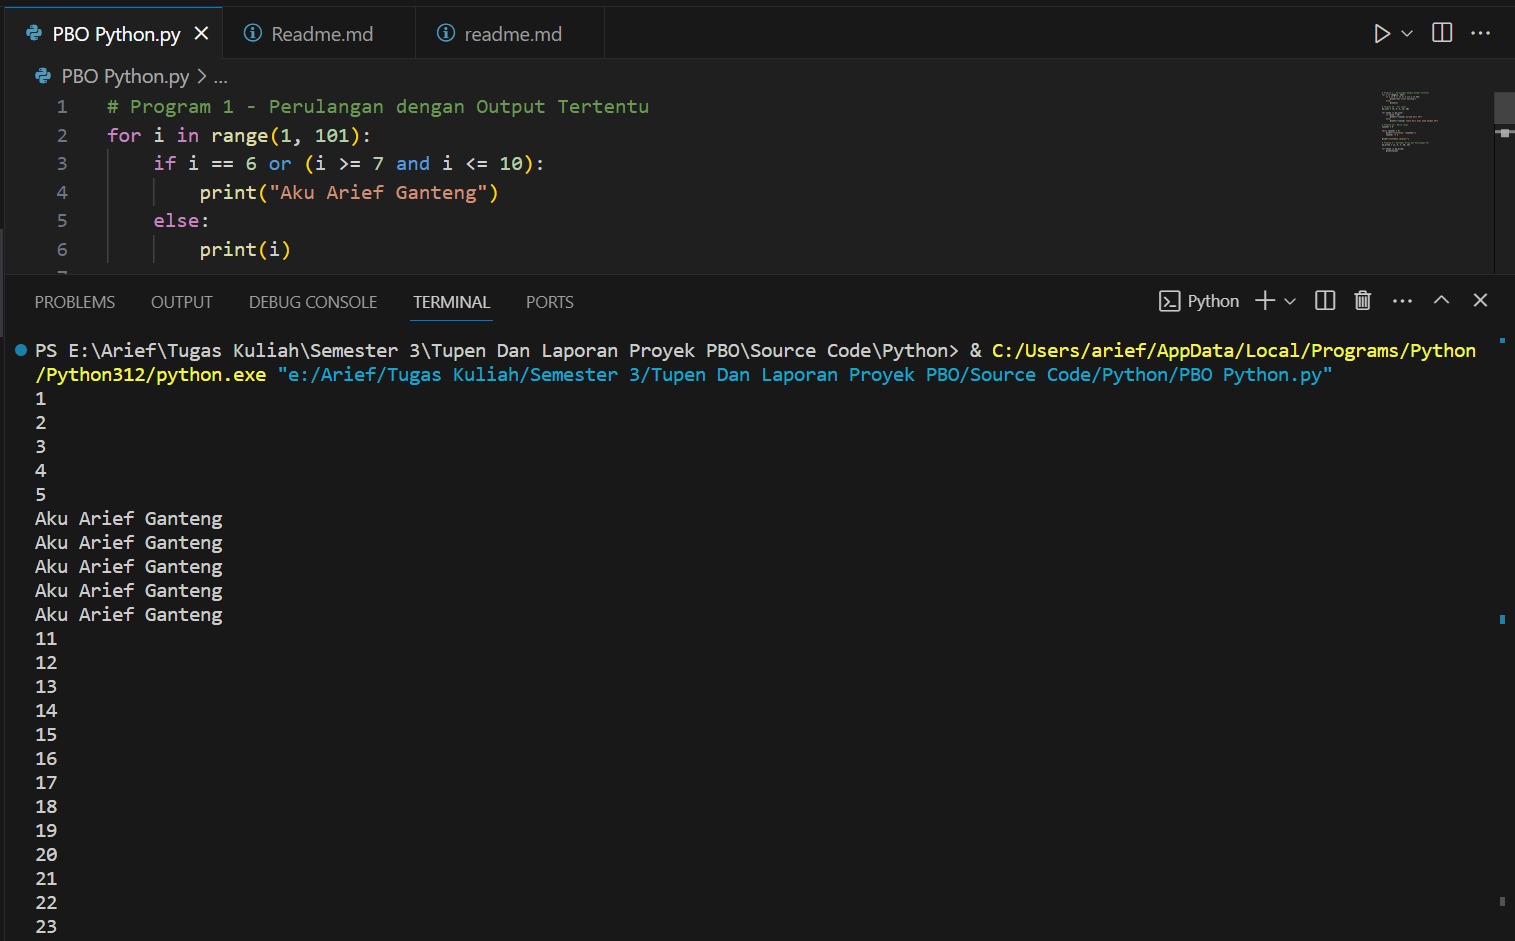 PBO Python.py
Readme.md
readme.md
PBO Python.py > ...
1 # Program 1 - Perulangan dengan Output Tertentu
2 for i in range(1, 101):
3     if i == 6 or (i >= 7 and i <= 10):
4         print("Aku Arief Ganteng")
5     else:
6         print(i)
PROBLEMS OUTPUT DEBUG CONSOLE TERMINAL PORTS Python
PS E:\Arief\Tugas Kuliah\Semester 3\Tupen Dan Laporan Proyek PBO\Source Code\Python> & C:/Users/arief/AppData/Local/Programs/Python
/Python312/python.exe "e:/Arief/Tugas Kuliah/Semester 3/Tupen Dan Laporan Proyek PBO/Source Code/Python/PBO Python.py"
1
2
3
4
5
Aku Arief Ganteng
Aku Arief Ganteng
Aku Arief Ganteng
Aku Arief Ganteng
Aku Arief Ganteng
11
12
13
14
15
16
17
18
19
20
21
22
23